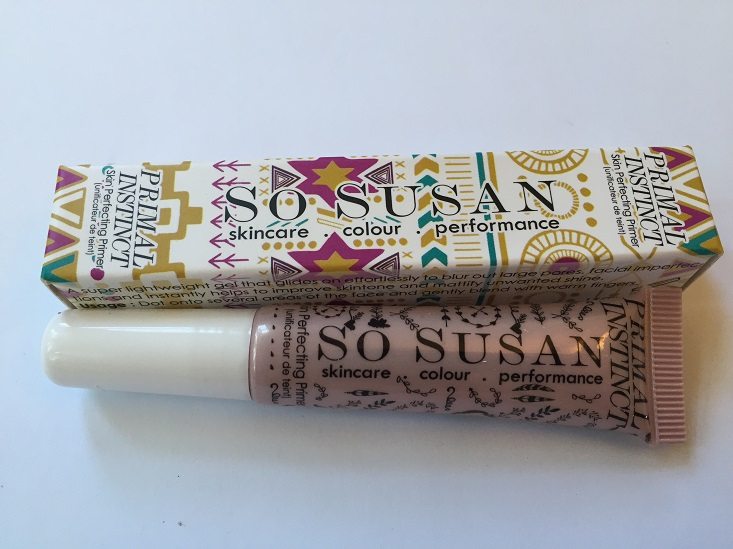 PRIMAL
INSTINCT
Skin Perfecting Primer
(unificateur de teint)
SO SUSAN
skincare . colour . performance
PRIMAL
INSTINCT
Skin Perfecting Primer
(unificateur de teint)
A super lightweight gel that glides on effortlessly to blur out large pores, facial imperfec-
tions and instantly helps to improve skintone and mattify unwanted shine.
Usage : Dot onto several areas of the face and gently blend with warm fingers
Skin Perfecting Primer
(unificateur de teint)
SO SUSAN
skincare . colour . performance
PRIMAL
INSTINCT